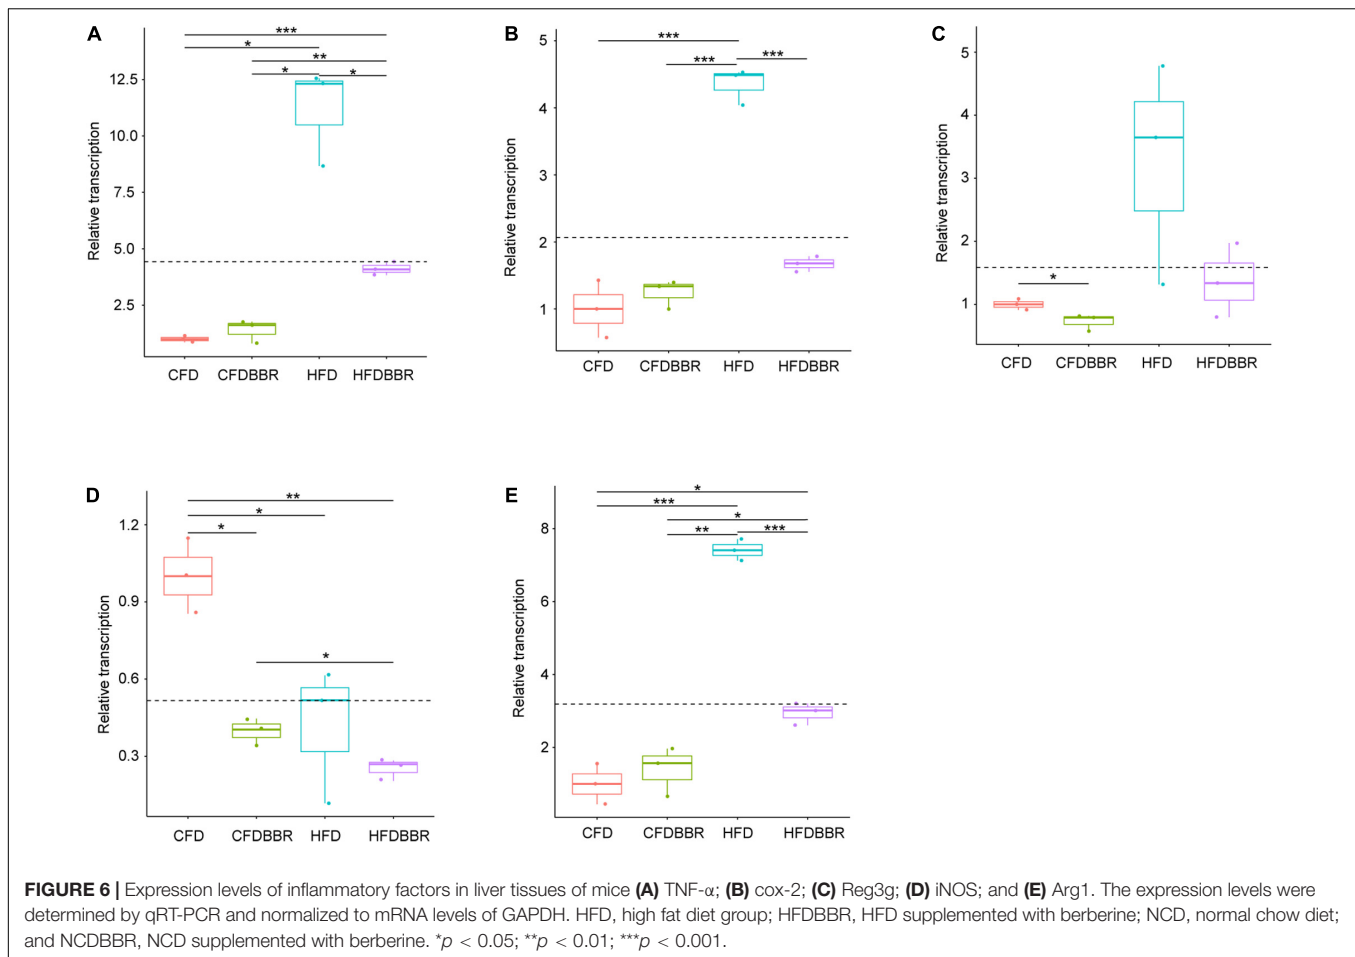 A
Relative transcription
12.5
10.0
7.5
5.0
2.5
***
*
**
* *
CFD CFDBBR HFD HFDBBR
B
Relative transcription
5
4
3
2
1
***
*** ***
CFD CFDBBR HFD HFDBBR
C
Relative transcription
5
4
3
2
1
*
CFD CFDBBR HFD HFDBBR
D
Relative transcription
1.2
0.9
0.6
0.3
**
*
*
*
CFD CFDBBR HFD HFDBBR
E
Relative transcription
8
6
4
2
*
***
*
** ***
CFD CFDBBR HFD HFDBBR
FIGURE 6 | Expression levels of inflammatory factors in liver tissues of mice (A) TNF-α; (B) cox-2; (C) Reg3g; (D) iNOS; and (E) Arg1. The expression levels were
determined by qRT-PCR and normalized to mRNA levels of GAPDH. HFD, high fat diet group; HFDBBR, HFD supplemented with berberine; NCD, normal chow diet;
and NCDBBR, NCD supplemented with berberine. *p < 0.05; **p < 0.01; ***p < 0.001.